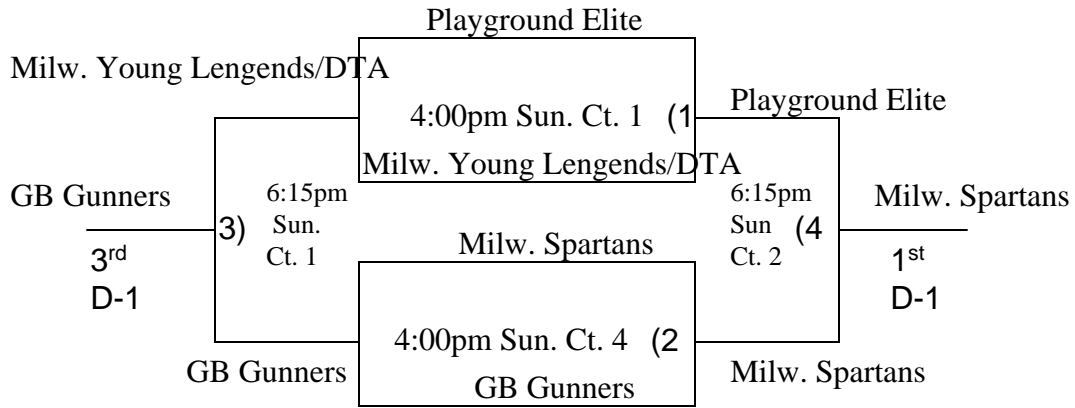 Playground Elite
Milw. Young Lengends/DTA
4:00pm Sun. Ct. 1 (1
Playground Elite
Milw. Young Lengends/DTA
GB Gunners
3)
6:15pm
Sun.
Ct. 1
6:15pm
Sun (4
Ct. 2
Milw. Spartans
3rd
D-1
Milw. Spartans
1st
D-1
4:00pm Sun. Ct. 4 (2
GB Gunners
GB Gunners
Milw. Spartans